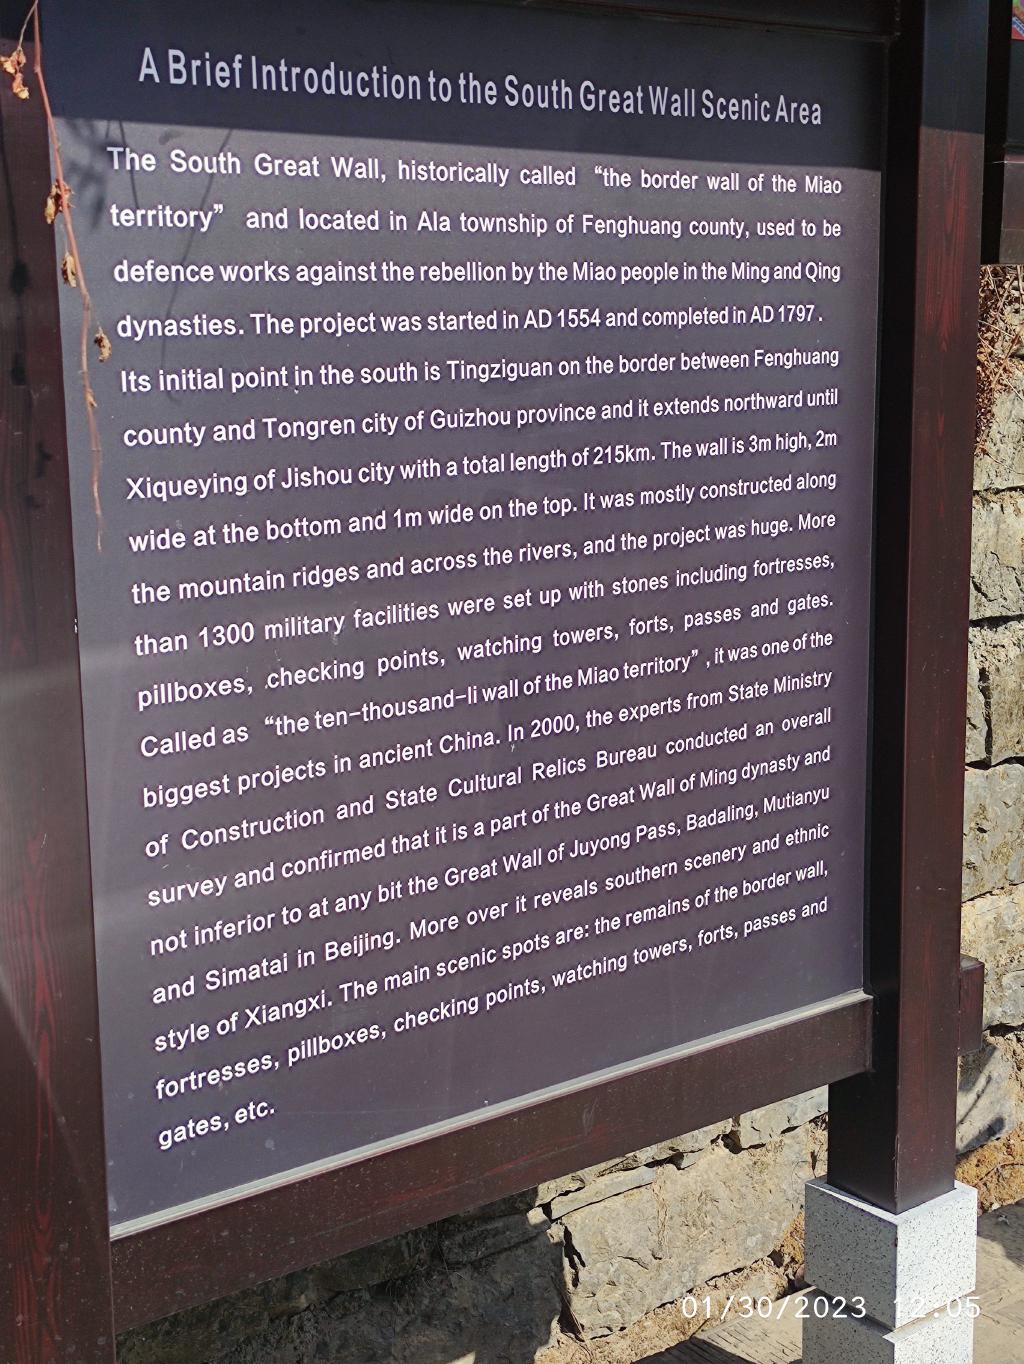 A Brief Introduction to the South Great Wall Scenic Area
The South Great Wall, historically called “the border wall of the Miao
territory” and located in Ala township of Fenghuang county, used to be
defence works against the rebellion by the Miao people in the Ming and Qing
dynasties. The project was started in AD 1554 and completed in AD 1797.
Its initial point in the south is Tingziguan on the border between Fenghuang
county and Tongren city of Guizhou province and it extends northward until
Xiqueying of Jishou city with a total length of 215km. The wall is 3m high, 2m
wide at the bottom and 1m wide on the top. It was mostly constructed along
the mountain ridges and across the rivers, and the project was huge. More
than 1300 military facilities were set up with stones including fortresses,
pillboxes, checking points, watching towers, forts, passes and gates.
Called as “the ten-thousand-li wall of the Miao territory”, it was one of the
biggest projects in ancient China. In 2000, the experts from State Ministry
of Construction and State Cultural Relics Bureau conducted an overall
survey and confirmed that it is a part of the Great Wall of Ming dynasty and
not inferior to at any bit the Great Wall of Juyong Pass, Badaling, Mutianyu
and Simatai in Beijing. More over it reveals southern scenery and ethnic
style of Xiangxi. The main scenic spots are: the remains of the border wall,
fortresses, pillboxes, checking points, watching towers, forts, passes and
gates, etc.
01/30/2023 12:05